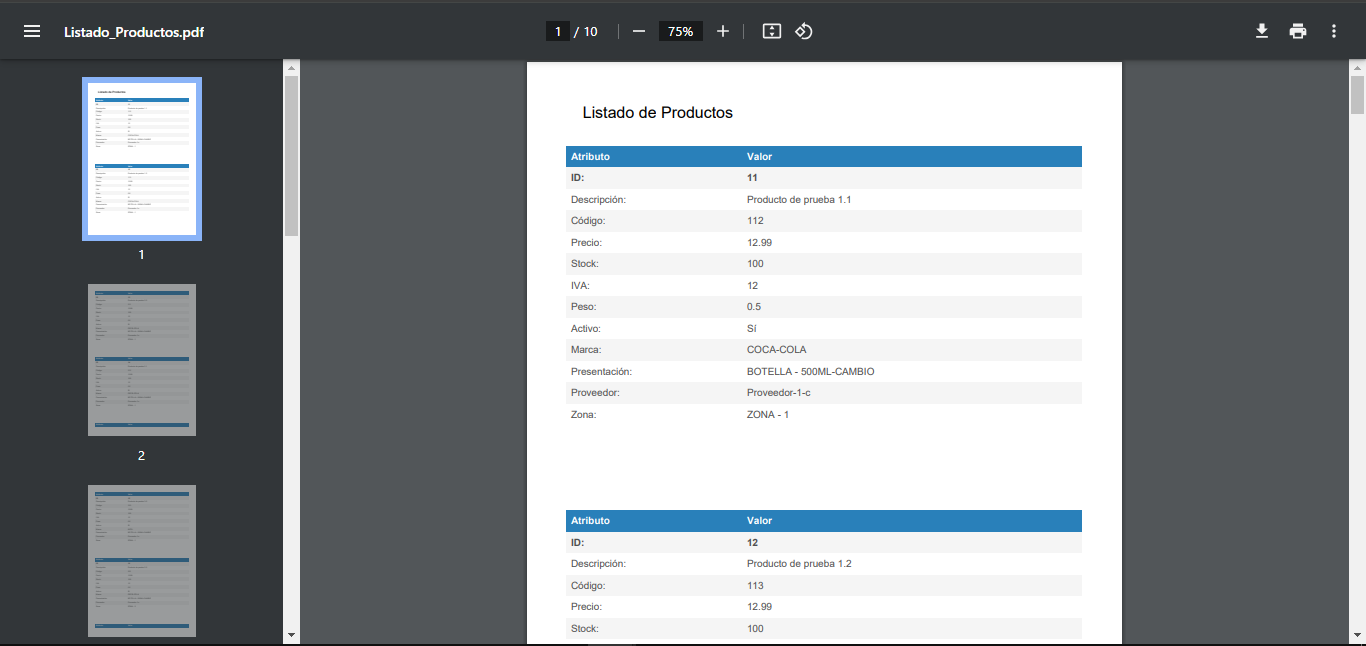 Listado_Productos.pdf
1 / 10
75%
1
2
Listado de Productos
Atributo Valor
ID: 11
Descripción: Producto de prueba 1.1
Código: 112
Precio: 12.99
Stock: 100
IVA: 12
Peso: 0.5
Activo: Sí
Marca: COCA-COLA
Presentación: BOTELLA - 500ML-CAMBIO
Proveedor: Proveedor-1-c
Zona: ZONA - 1
Atributo Valor
ID: 12
Descripción: Producto de prueba 1.2
Código: 113
Precio: 12.99
Stock: 100